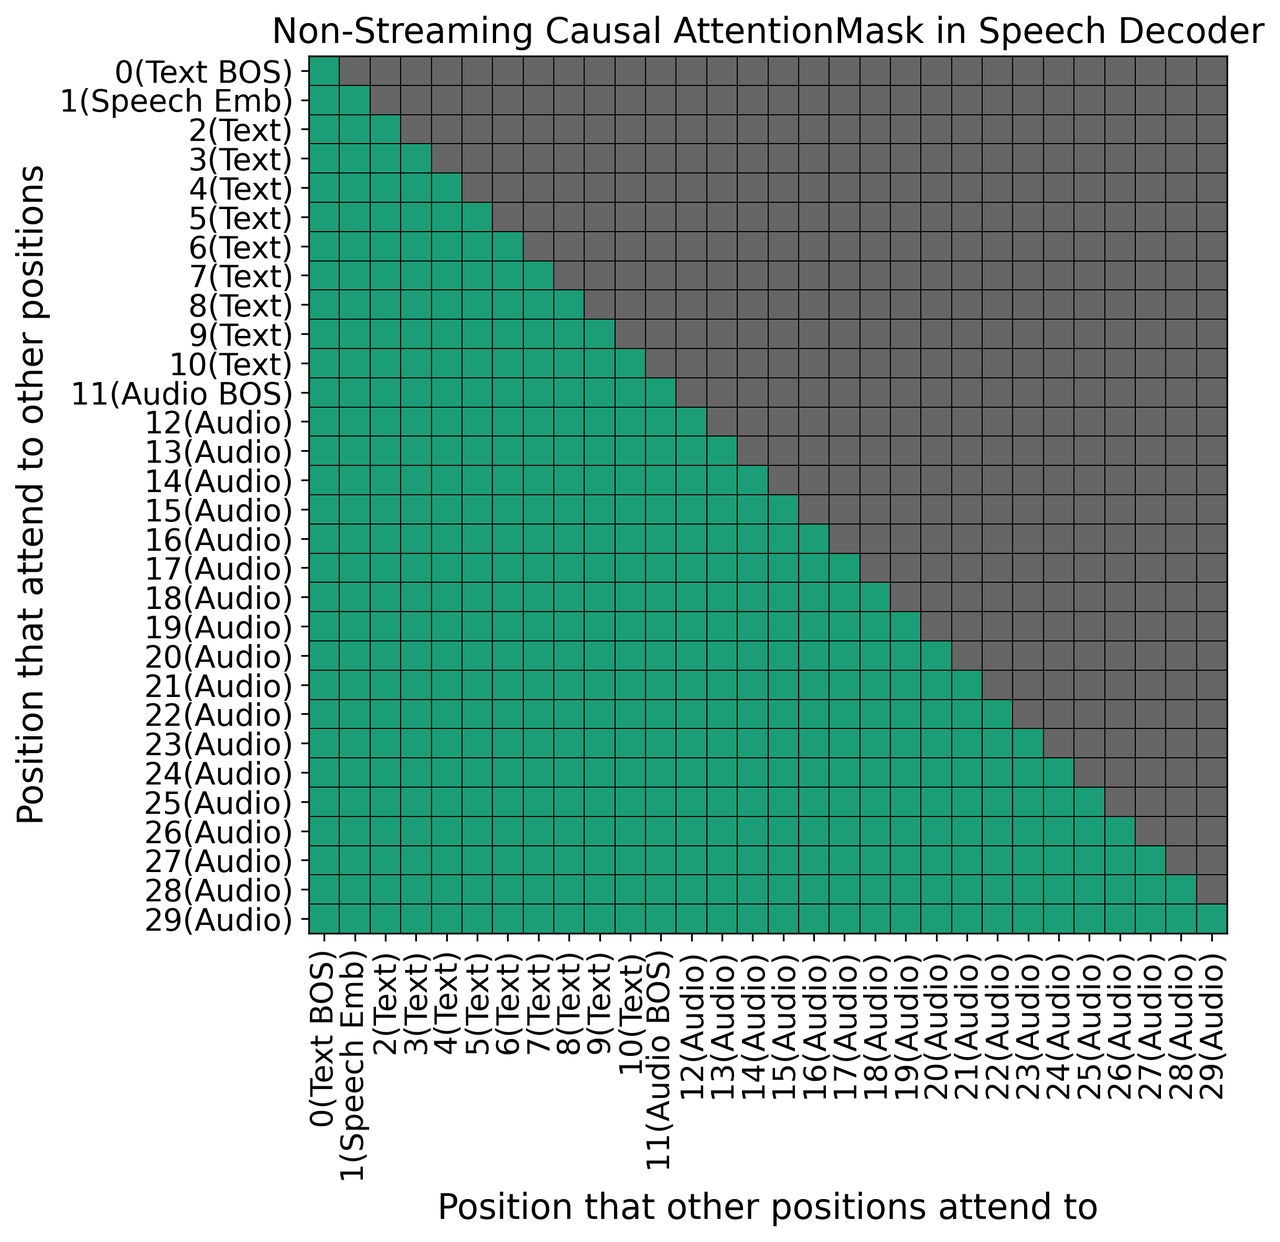 Non-Streaming Causal AttentionMask in Speech Decoder
Position that attend to other positions
0(Text BOS)
1(Speech Emb)
2(Text)
3(Text)
4(Text)
5(Text)
6(Text)
7(Text)
8(Text)
9(Text)
10(Text)
11(Audio BOS)
12(Audio)
13(Audio)
14(Audio)
15(Audio)
16(Audio)
17(Audio)
18(Audio)
19(Audio)
20(Audio)
21(Audio)
22(Audio)
23(Audio)
24(Audio)
25(Audio)
26(Audio)
27(Audio)
28(Audio)
29(Audio)
0(Text BOS)
1(Speech Emb)
2(Text)
3(Text)
4(Text)
5(Text)
6(Text)
7(Text)
8(Text)
9(Text)
10(Text)
11(Audio BOS)
12(Audio)
13(Audio)
14(Audio)
15(Audio)
16(Audio)
17(Audio)
18(Audio)
19(Audio)
20(Audio)
21(Audio)
22(Audio)
23(Audio)
24(Audio)
25(Audio)
26(Audio)
27(Audio)
28(Audio)
29(Audio)
Position that other positions attend to